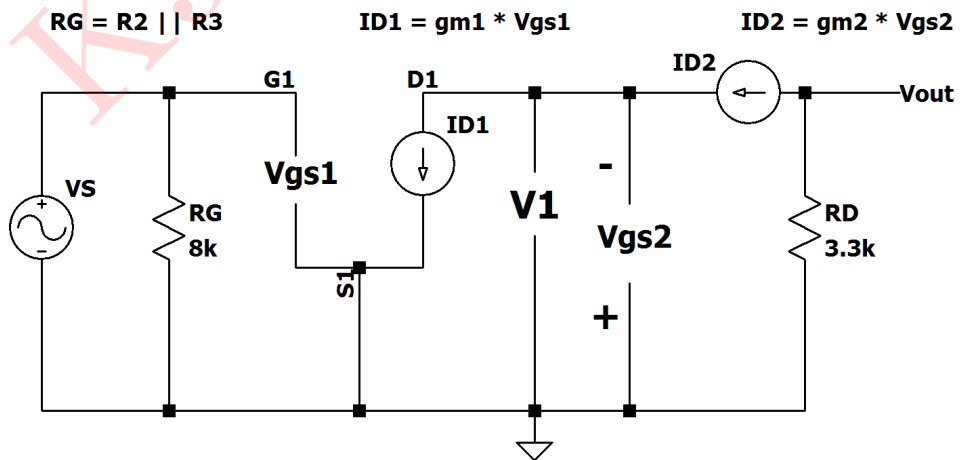 RG = R2 || R3
ID1 = gm1 * Vgs1
ID2 = gm2 * Vgs2
ID2
G1
D1
Vout
ID1
Vgs1
-
VS
+
-
V1
RG
8k
RD
3.3k
Vgs2
S1
+